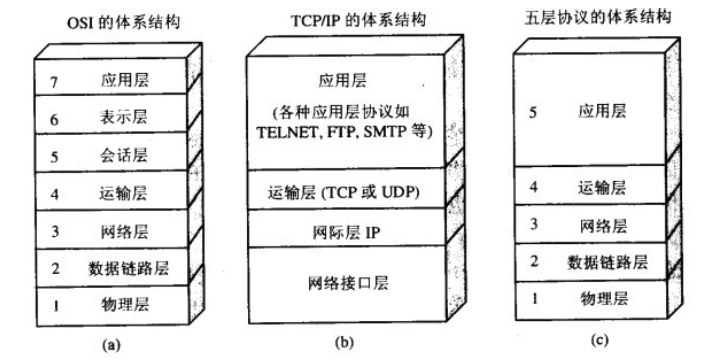 OSI 的体系结构
7 应用层
6 表示层
5 会话层
4 运输层
3 网络层
2 数据链路层
1 物理层
(a)
TCP/IP 的体系结构
应用层
(各种应用层协议如
TELNET, FTP, SMTP 等)
运输层 (TCP 或 UDP)
网际层 IP
网络接口层
(b)
五层协议的体系结构
5 应用层
4 运输层
3 网络层
2 数据链路层
1 物理层
(c)